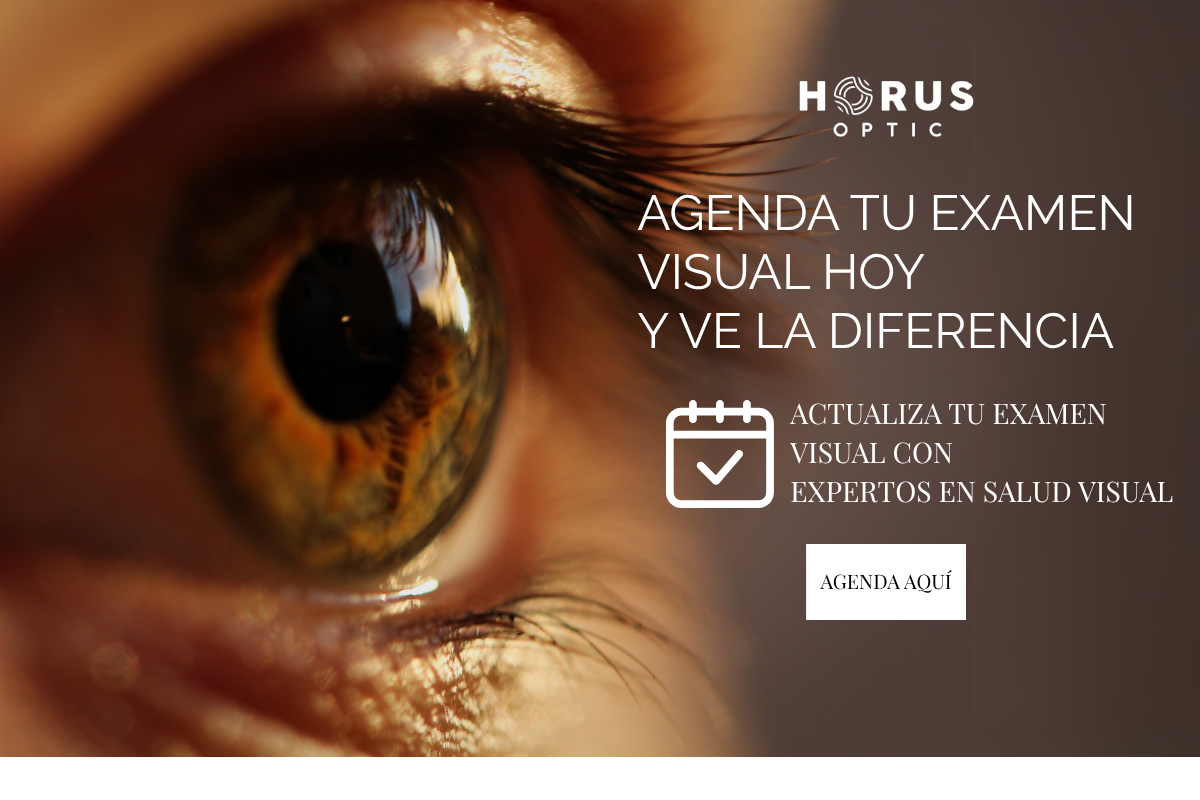 HORUS
OPTIC
AGENDA TU EXAMEN
VISUAL HOY
Y VE LA DIFERENCIA
ACTUALIZA TU EXAMEN
VISUAL CON
EXPERTOS EN SALUD VISUAL
AGENDA AQUÍ